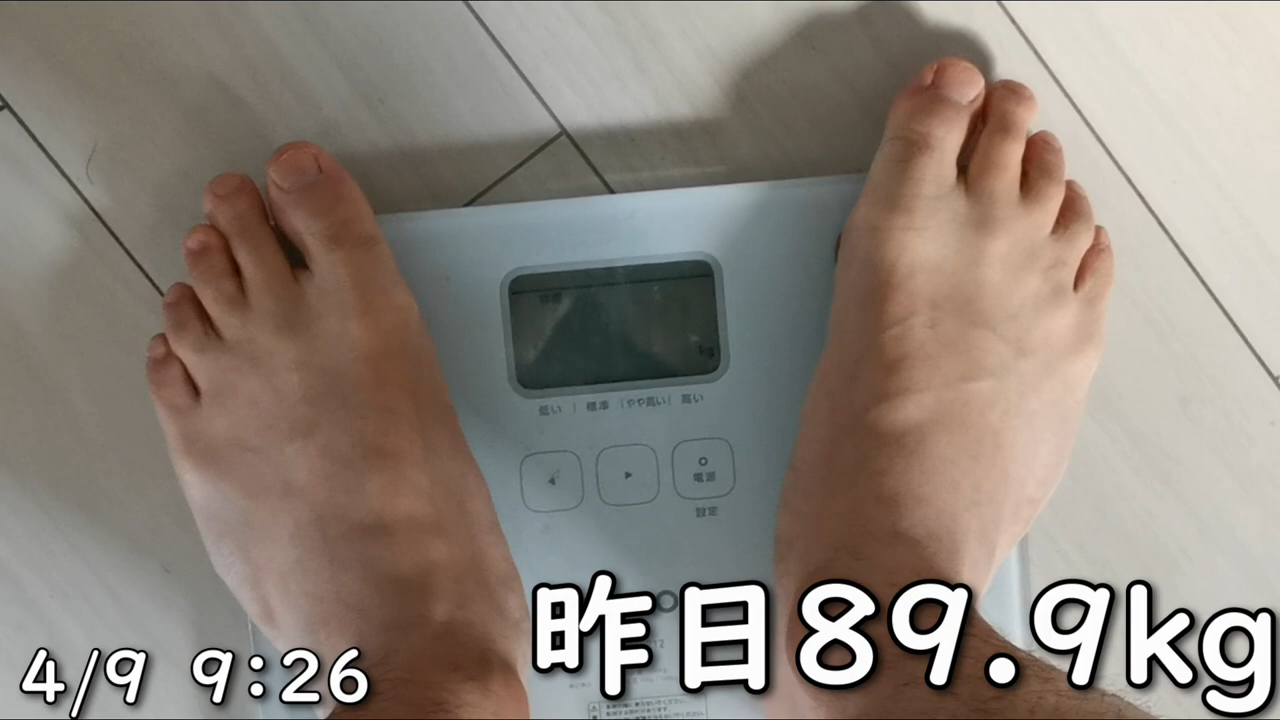 kg
低い | 標準 | やや高い | 高い
電源
設定
昨日89.9kg
4/9 9:26